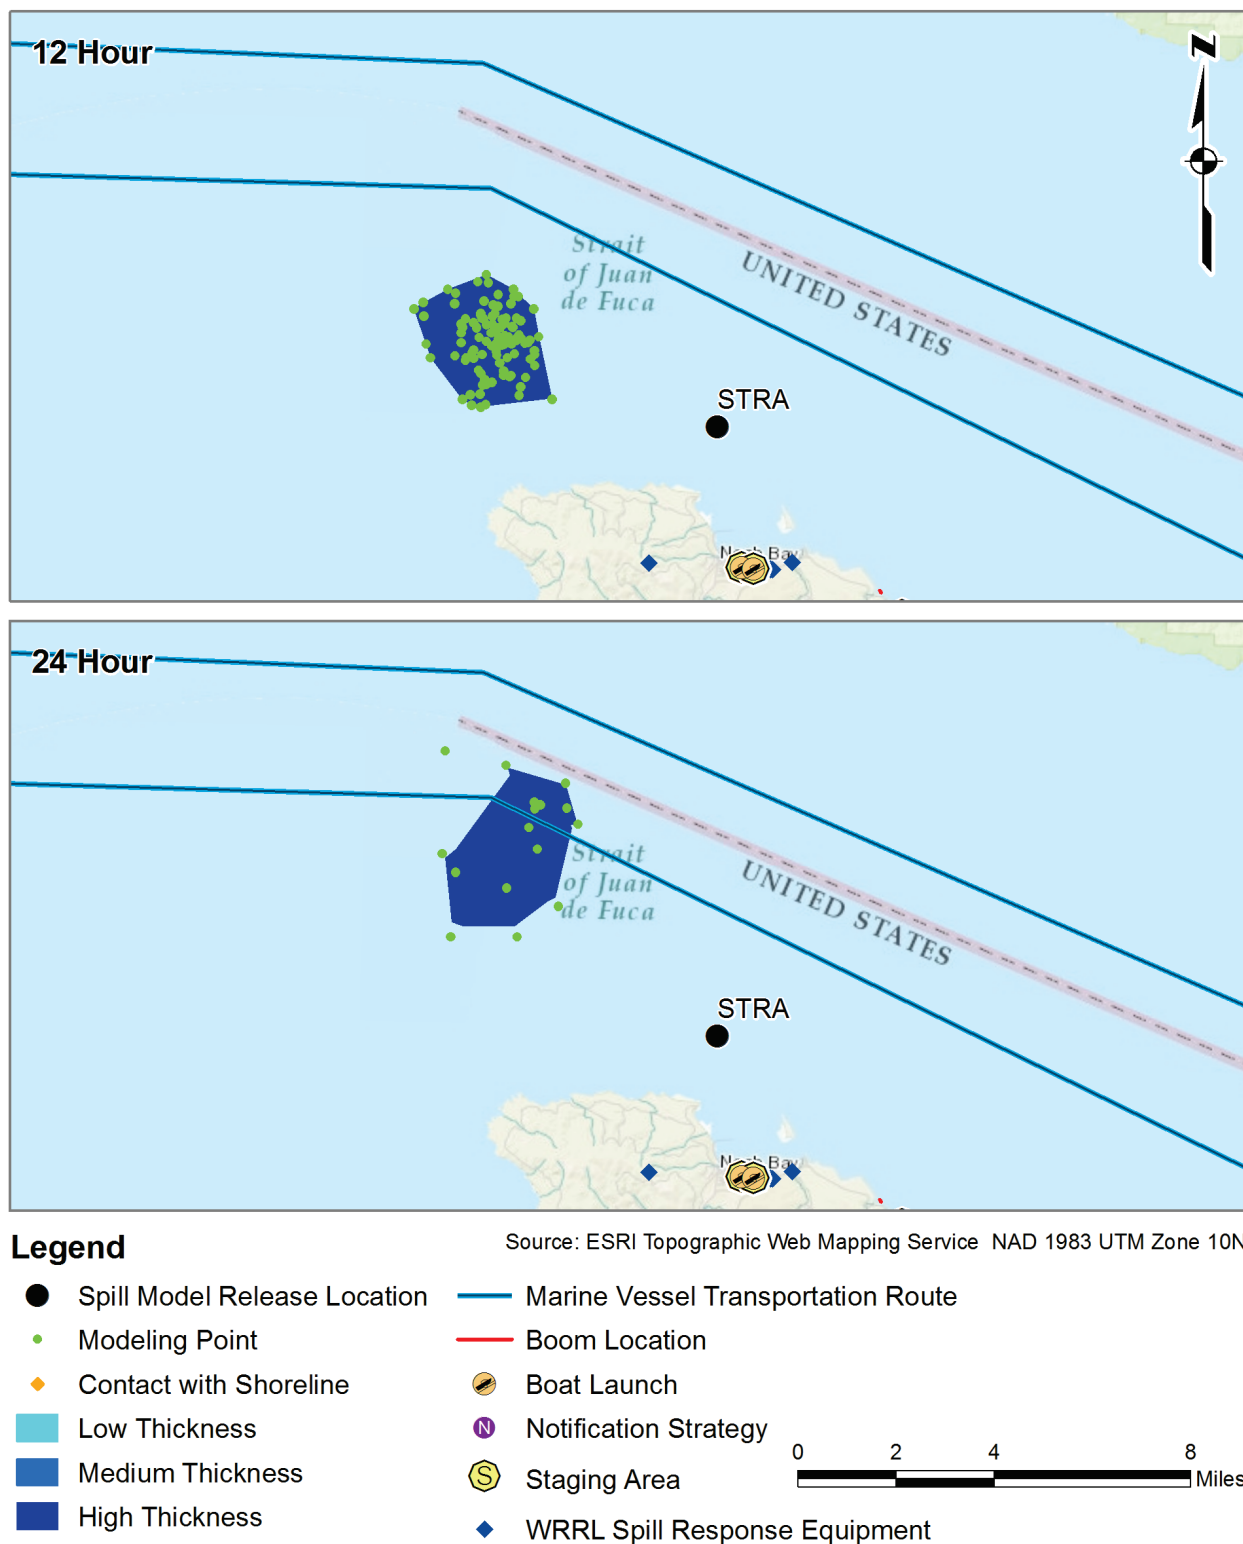 12 Hour
N
Strait
of Juan
de Fuca
UNITED STATES
STRA
24 Hour
Strait
of Juan
de Fuca
UNITED STATES
STRA
Legend
Source: ESRI Topographic Web Mapping Service NAD 1983 UTM Zone 10N
Spill Model Release Location
Marine Vessel Transportation Route
Modeling Point
Boom Location
Contact with Shoreline
Boat Launch
Low Thickness
N Notification Strategy
Medium Thickness
S Staging Area
High Thickness
WRRL Spill Response Equipment
0 2 4 8
Miles